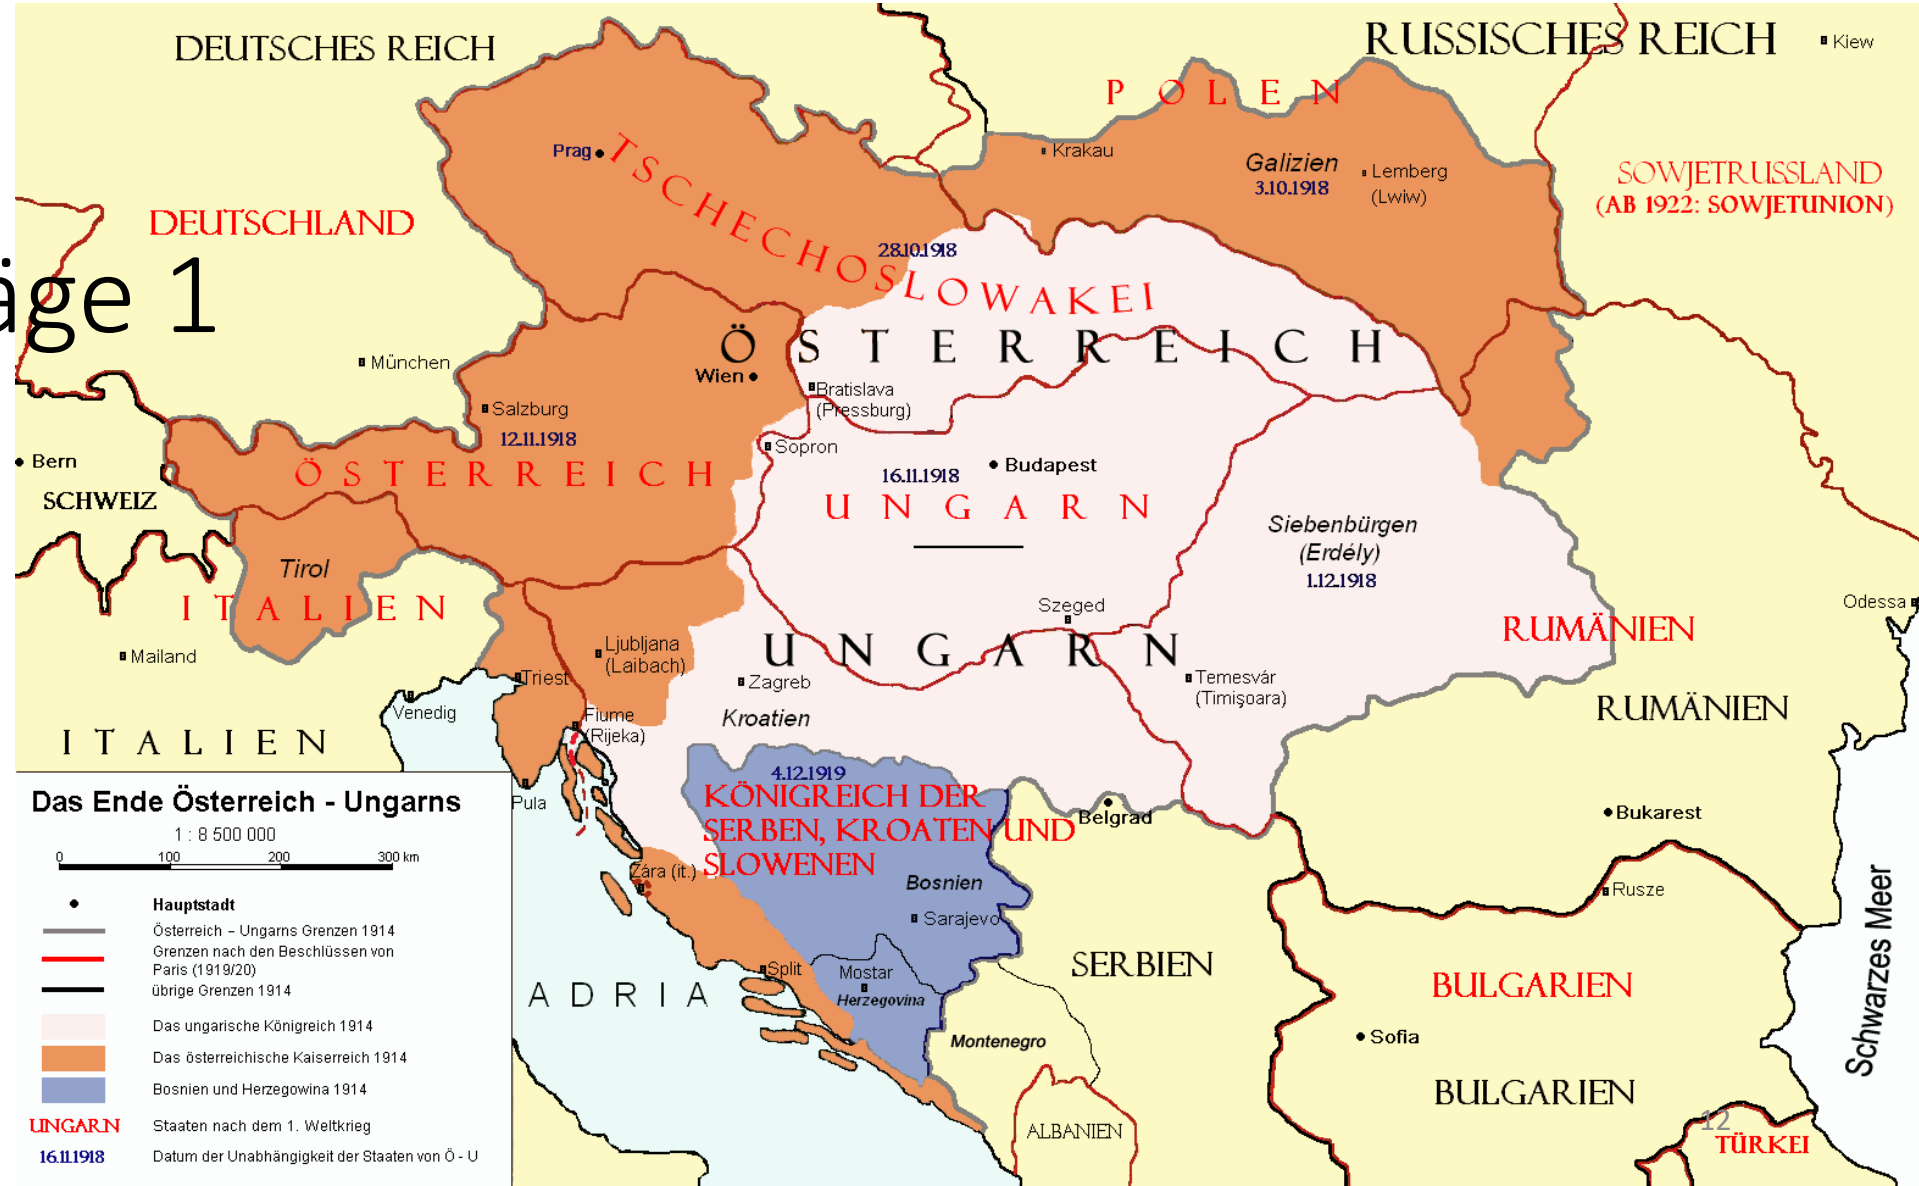 DEUTSCHES REICH
RUSSISCHES REICH
Kiew
POLEN
Prag
Krakau
Galizien
3.10.1918
Lemberg
(Lwiw)
SOWJETRUSSLAND
(AB 1922: SOWJETUNION)
DEUTSCHLAND
TSCHECHOSLOWAKEI
28.10.1918
äge 1
ÖSTERREICH
München
Wien
Bratislava
(Pressburg)
Salzburg
12.11.1918
Sopron
Bern
ÖSTERREICH
16.11.1918
Budapest
SCHWEIZ
UNGARN
Siebenbürgen
(Erdély)
1.12.1918
Tirol
ITALIEN
Szeged
Odessa
RUMÄNIEN
Mailand
Ljubljana
(Laibach)
UNGARN
Triest
Zagreb
Temesvár
(Timişoara)
Venedig
Fiume
(Rijeka)
Kroatien
RUMÄNIEN
ITALIEN
4.12.1919
KÖNIGREICH DER
SERBEN, KROATEN UND
SLOWENEN
Pula
Belgrad
Bukarest
Zára (it.)
Bosnien
Rusze
Sarajevo
Split
Mostar
Herzegovina
SERBIEN
BULGARIEN
ADRIA
Montenegro
Sofia
Schwarzes Meer
BULGARIEN
ALBANIEN
12
TÜRKEI
Das Ende Österreich - Ungarns
1 : 8 500 000
0 100 200 300 km
Hauptstadt
Österreich – Ungarns Grenzen 1914
Grenzen nach den Beschlüssen von
Paris (1919/20)
übrige Grenzen 1914
Das ungarische Königreich 1914
Das österreichische Kaiserreich 1914
Bosnien und Herzegowina 1914
UNGARN Staaten nach dem 1. Weltkrieg
16.11.1918 Datum der Unabhängigkeit der Staaten von Ö - U